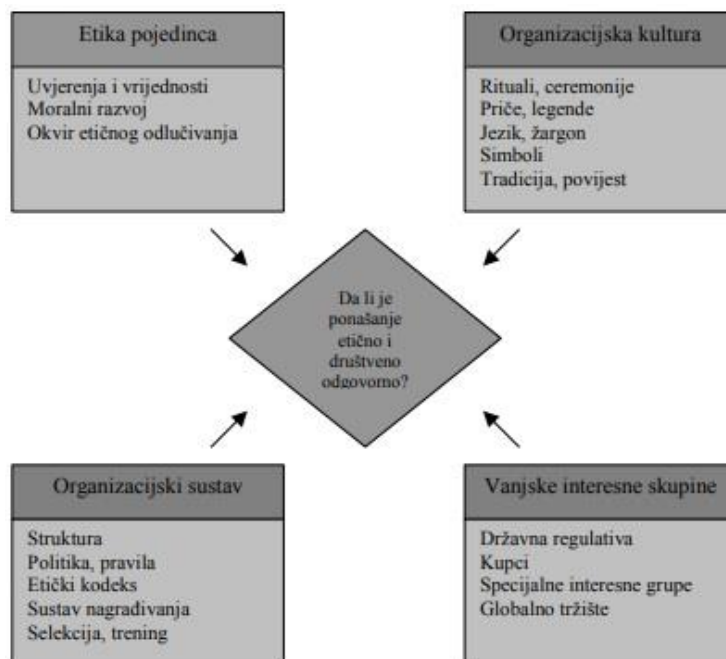 Etika pojedinca
Uvjerenja i vrijednosti
Moralni razvoj
Okvir etičnog odlučivanja
Organizacijska kultura
Rituali, ceremonije
Priče, legende
Jezik, žargon
Simboli
Tradicija, povijest
Da li je
ponašanje
etično i
društveno
odgovorno?
Organizacijski sustav
Struktura
Politika, pravila
Etički kodeks
Sustav nagrađivanja
Selekcija, trening
Vanjske interesne skupine
Državna regulativa
Kupci
Specijalne interesne grupe
Globalno tržište